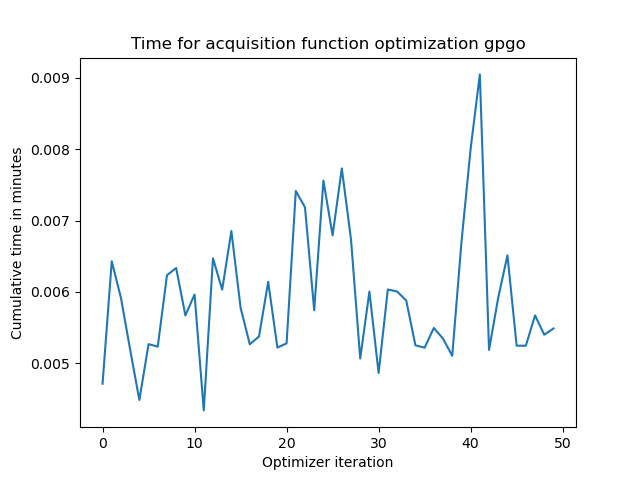 Time for acquisition function optimization gpgo
0.009
0.008
0.007
0.006
0.005
Cumulative time in minutes
0 10 20 30 40 50
Optimizer iteration